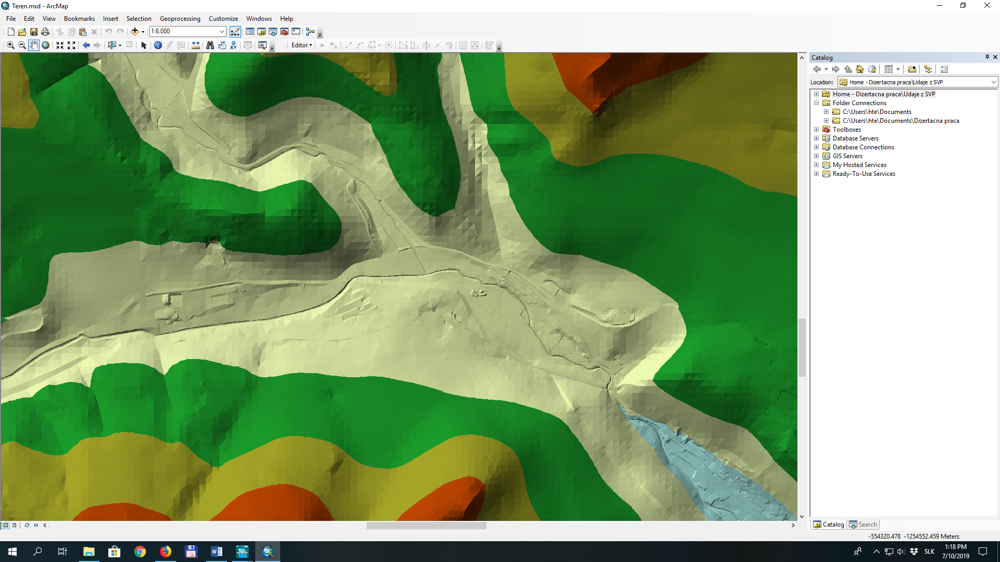 Teren.mxd - ArcMap
File Edit View Bookmarks Insert Selection Geoprocessing Customize Windows Help
1:6,000
Editor
Catalog
Location: Home - Dizertacna praca\Udaje z SVP
Home - Dizertacna praca\Udaje z SVP
Folder Connections
C:\Users\hte\Documents
C:\Users\hte\Documents\Dizertacna praca
Toolboxes
Database Servers
Database Connections
GIS Servers
My Hosted Services
Ready-To-Use Services
Catalog Search
-554320.478 -1254552.459 Meters
SLK
1:18 PM
7/10/2019